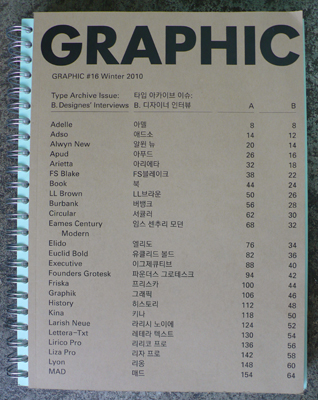 GRAPHIC
GRAPHIC #16 Winter 2010
Type Archive Issue: 타입 아카이브 이슈:
B. Designes' Interviews B. 디자이너 인터뷰 A B
Adelle 아델 8 8
Adso 애드소 14 12
Alwyn New 알윈 뉴 20 14
Apud 아푸드 26 16
Arietta 아리에타 32 18
FS Blake FS블레이크 38 22
Book 북 44 24
LL Brown LL브라운 50 26
Burbank 버뱅크 56 28
Circular 서큘러 62 30
Eames Century 임스 센추리 모던 68 32
Modern
Elido 엘리도 76 34
Euclid Bold 유클리드 볼드 82 36
Executive 이그제큐티브 88 40
Founders Grotesk 파운더스 그로테스크 94 42
Friska 프리스카 100 44
Graphik 그래픽 106 46
History 히스토리 112 48
Kina 키나 118 50
Larish Neue 라리시 노이에 124 52
Lettera-Txt 레테라 텍스트 130 54
Lirico Pro 리리코 프로 136 56
Liza Pro 리자 프로 142 58
Lyon 리옹 148 60
MAD 매드 154 64